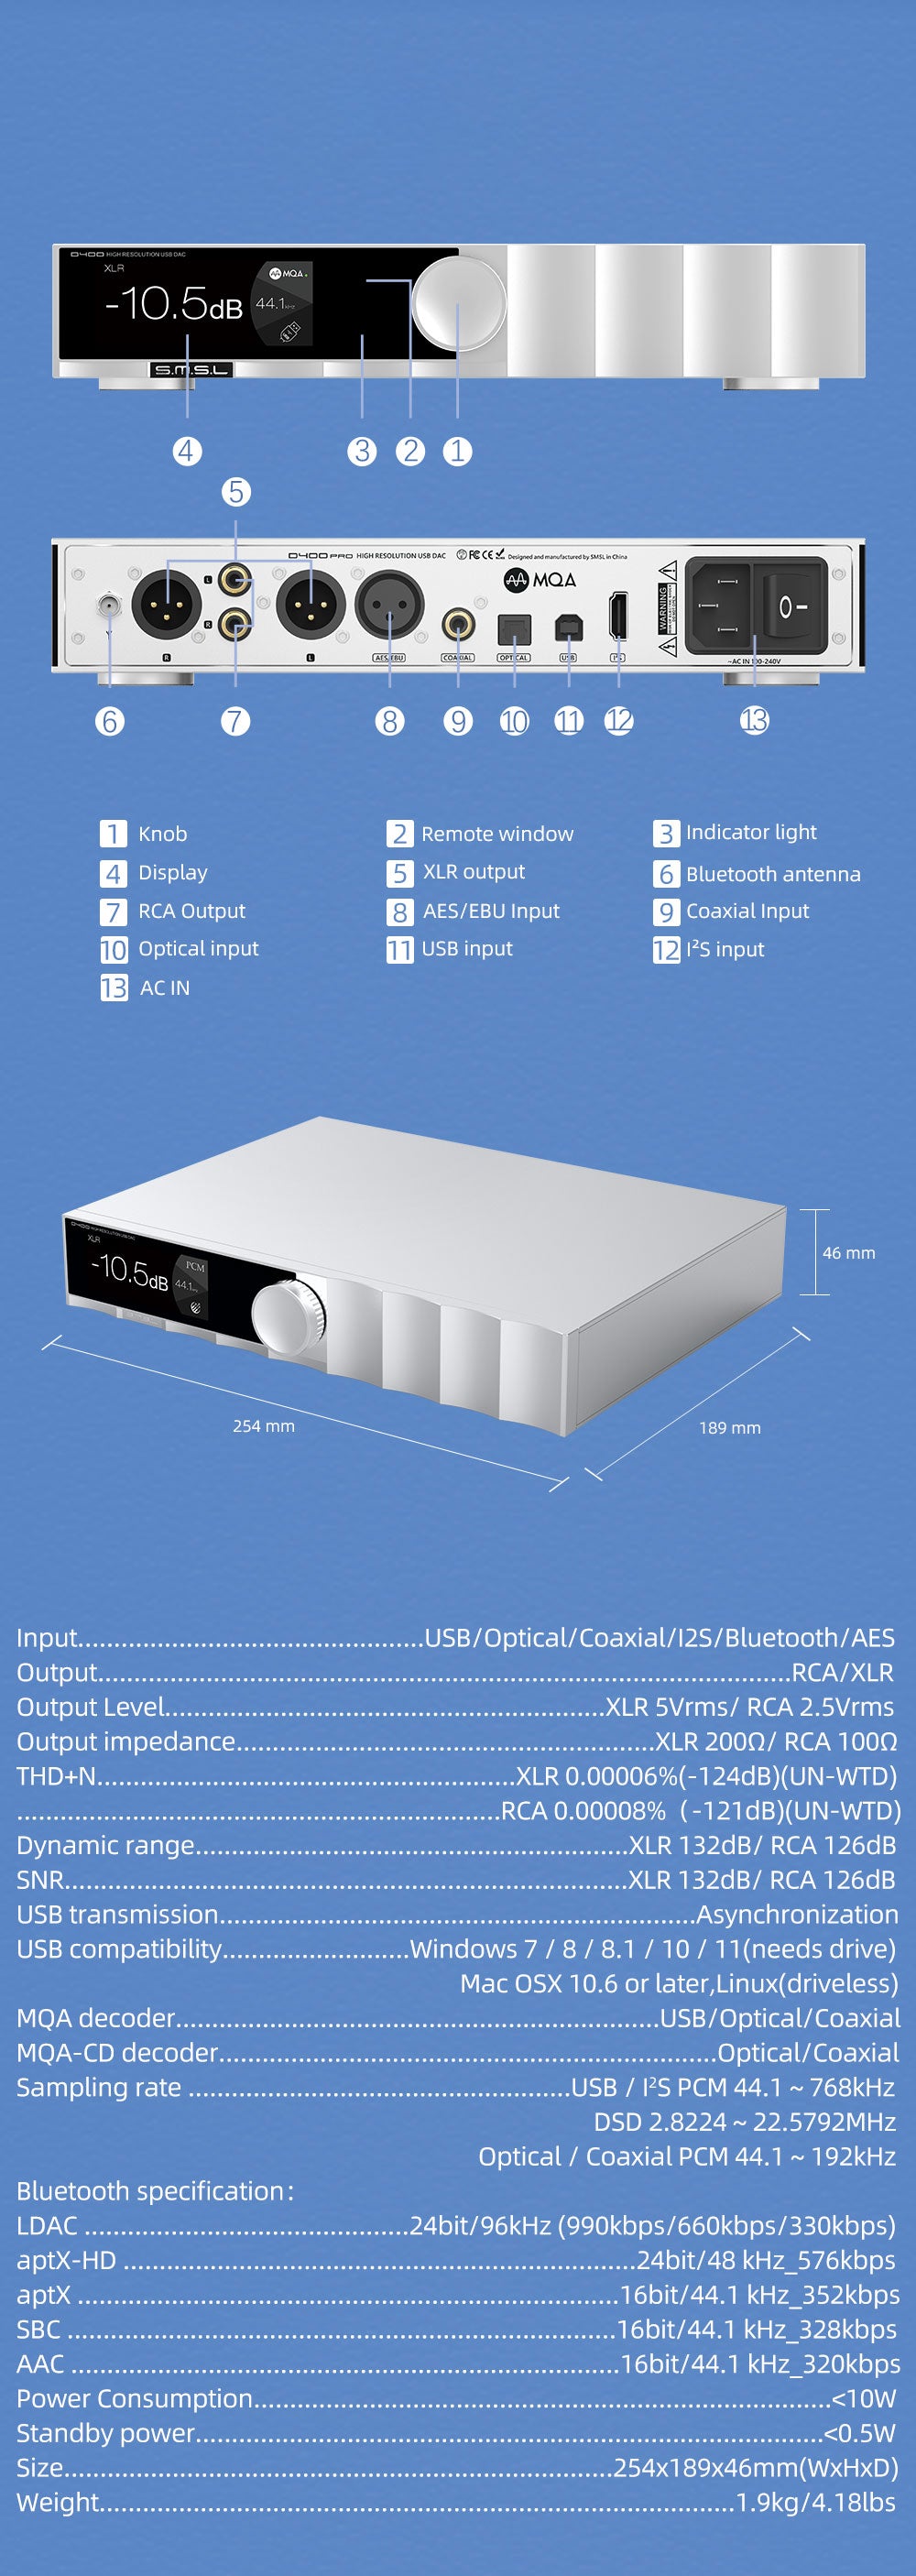 D400 HIGH RESOLUTION USB DAC
XLR
-10.5dB
MQA
44.1kHz
S.M.S.L
4 3 2 1
5
D400 PRO HIGH RESOLUTION USB DAC FC CE Designed and manufactured by SMSL in China
MQA
WARNING
L
R
R L AES/EBU COAXIAL OPTICAL USB I²S ~AC IN 100-240V
6 7 8 9 10 11 12 13
1 Knob 2 Remote window 3 Indicator light
4 Display 5 XLR output 6 Bluetooth antenna
7 RCA Output 8 AES/EBU Input 9 Coaxial Input
10 Optical input 11 USB input 12 I²S input
13 AC IN
D400 HIGH RESOLUTION USB DAC
XLR
-10.5dB
PCM
44.1kHz
46 mm
254 mm
189 mm
Input......................................USB/Optical/Coaxial/I2S/Bluetooth/AES
Output......................................RCA/XLR
Output Level......................................XLR 5Vrms/ RCA 2.5Vrms
Output impedance......................................XLR 200Ω/ RCA 100Ω
THD+N......................................XLR 0.00006%(-124dB)(UN-WTD)
......................................RCA 0.00008% (-121dB)(UN-WTD)
Dynamic range......................................XLR 132dB/ RCA 126dB
SNR......................................XLR 132dB/ RCA 126dB
USB transmission......................................Asynchronization
USB compatibility.........................Windows 7 / 8 / 8.1 / 10 / 11(needs drive)
Mac OSX 10.6 or later,Linux(driveless)
MQA decoder......................................USB/Optical/Coaxial
MQA-CD decoder......................................Optical/Coaxial
Sampling rate ......................................USB / I²S PCM 44.1 ~ 768kHz
DSD 2.8224 ~ 22.5792MHz
Optical / Coaxial PCM 44.1 ~ 192kHz
Bluetooth specification:
LDAC ......................................24bit/96kHz (990kbps/660kbps/330kbps)
aptX-HD ......................................24bit/48 kHz_576kbps
aptX ......................................16bit/44.1 kHz_352kbps
SBC ......................................16bit/44.1 kHz_328kbps
AAC ......................................16bit/44.1 kHz_320kbps
Power Consumption......................................<10W
Standby power......................................<0.5W
Size......................................254x189x46mm(WxHxD)
Weight......................................1.9kg/4.18lbs